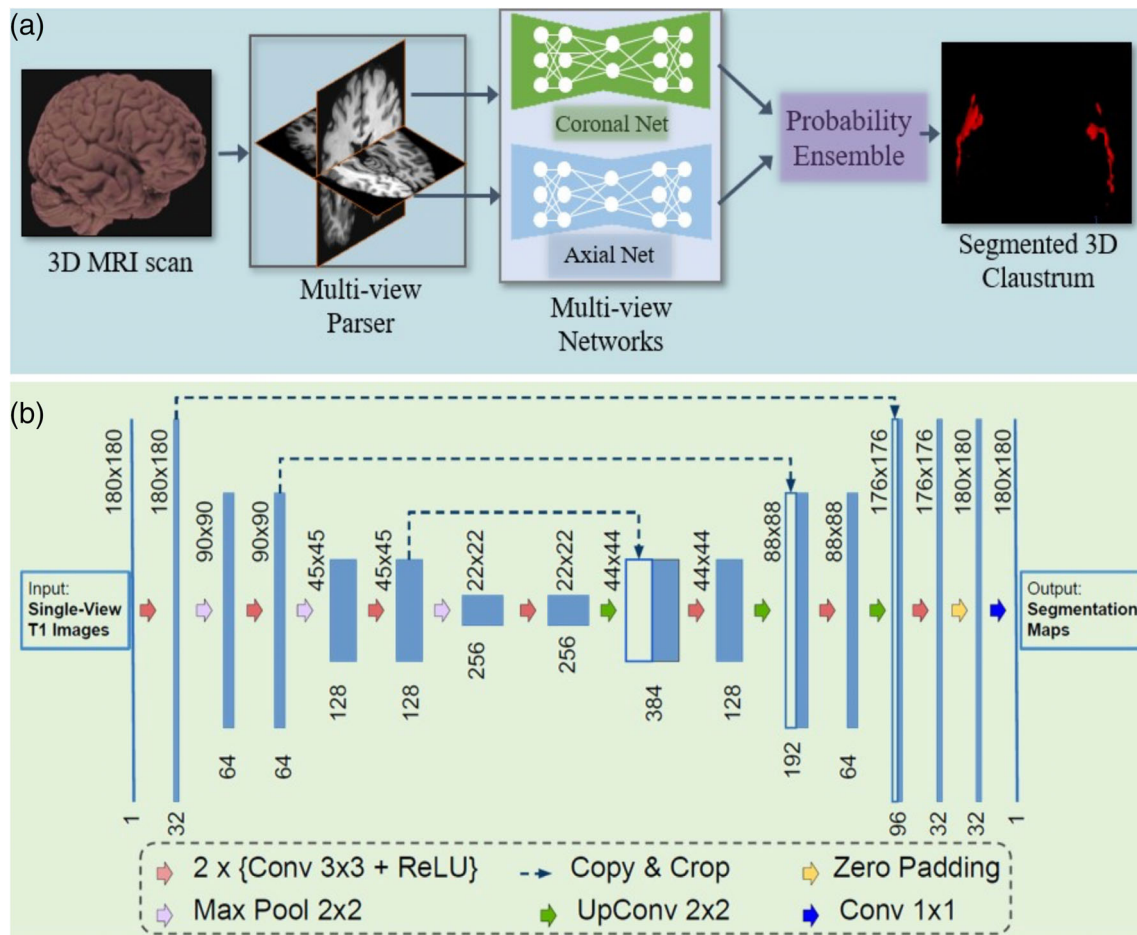 (a)
3D MRI scan
Multi-view
Parser
Coronal Net
Axial Net
Multi-view
Networks
Probability
Ensemble
Segmented 3D
Claustrum
(b)
180x180
180x180
90x90
90x90
45x45
45x45
22x22
22x22
44x44
44x44
88x88
88x88
176x176
176x176
180x180
180x180
Input:
Single-View
T1 Images
Output:
Segmentation
Maps
1
32
64
64
128
128
256
256
384
128
192
64
96
32
32
1
2 x {Conv 3x3 + ReLU}
Copy & Crop
Zero Padding
Max Pool 2x2
UpConv 2x2
Conv 1x1